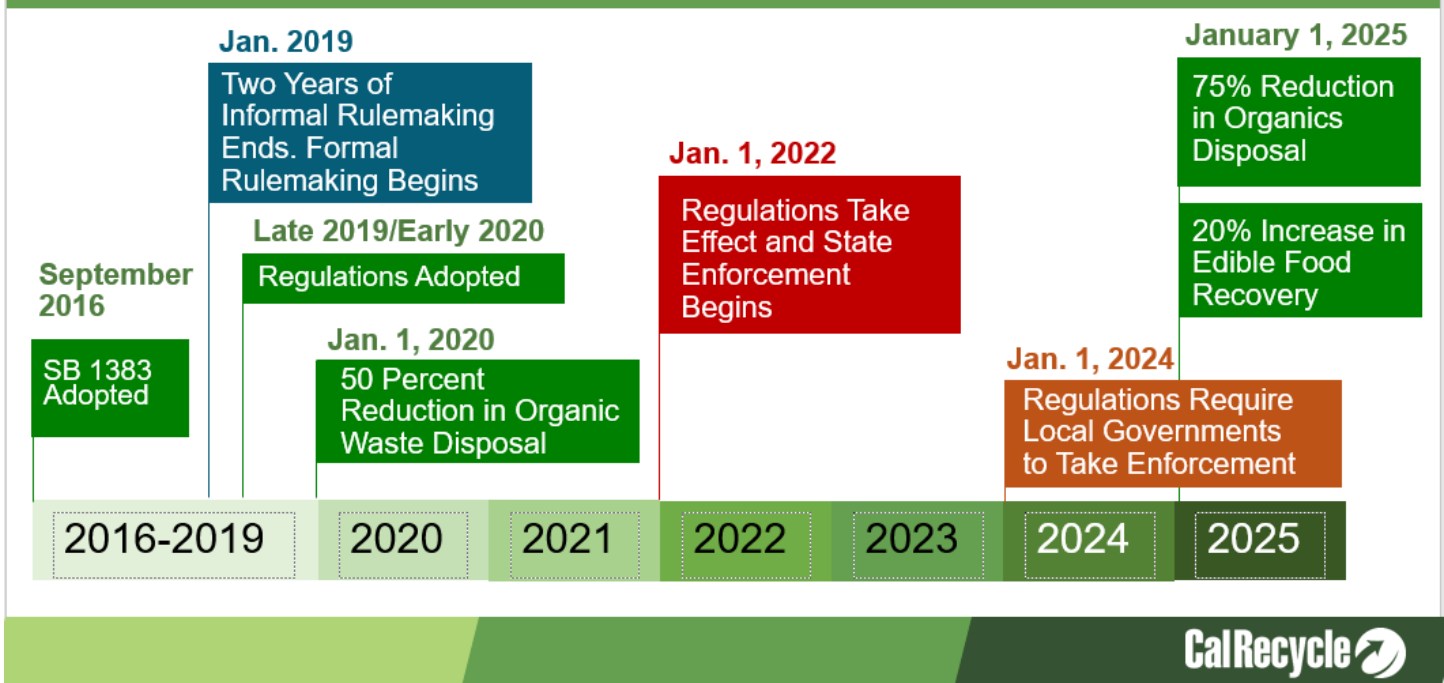 September
2016
SB 1383
Adopted
Jan. 2019
Two Years of
Informal Rulemaking
Ends. Formal
Rulemaking Begins
Late 2019/Early 2020
Regulations Adopted
Jan. 1, 2020
50 Percent
Reduction in Organic
Waste Disposal
Jan. 1, 2022
Regulations Take
Effect and State
Enforcement
Begins
Jan. 1, 2024
Regulations Require
Local Governments
to Take Enforcement
January 1, 2025
75% Reduction
in Organics
Disposal
20% Increase in
Edible Food
Recovery
2016-2019
2020
2021
2022
2023
2024
2025
CalRecycle